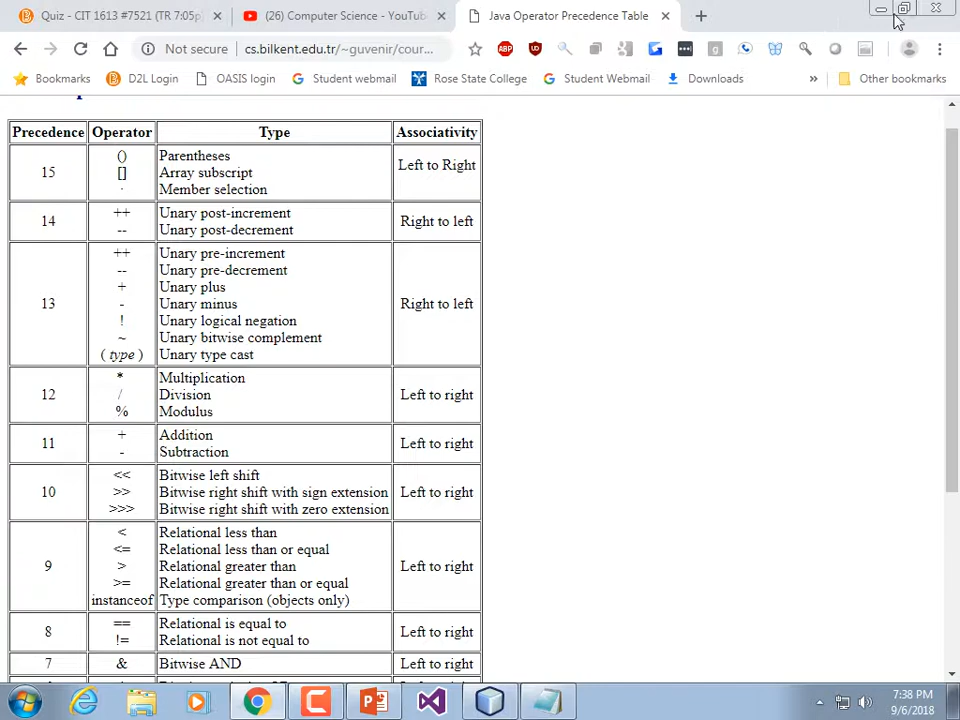 Quiz - CIT 1613 #7521 (TR 7:05p
(26) Computer Science - YouTub
Java Operator Precedence Table
Not secure
cs.bilkent.edu.tr/~guvenir/cour...
Bookmarks
D2L Login
OASIS login
Student webmail
Rose State College
Student Webmail
Downloads
»
Other bookmarks
Precedence Operator Type Associativity
15 () Parentheses Left to Right
[] Array subscript
· Member selection
14 ++ Unary post-increment Right to left
-- Unary post-decrement
13 ++ Unary pre-increment Right to left
-- Unary pre-decrement
+ Unary plus
- Unary minus
! Unary logical negation
~ Unary bitwise complement
( type ) Unary type cast
12 * Multiplication Left to right
/ Division
% Modulus
11 + Addition Left to right
- Subtraction
10 << Bitwise left shift Left to right
>> Bitwise right shift with sign extension
>>> Bitwise right shift with zero extension
9 < Relational less than Left to right
<= Relational less than or equal
> Relational greater than
>= Relational greater than or equal
instanceof Type comparison (objects only)
8 == Relational is equal to Left to right
!= Relational is not equal to
7 & Bitwise AND Left to right
7:38 PM
9/6/2018